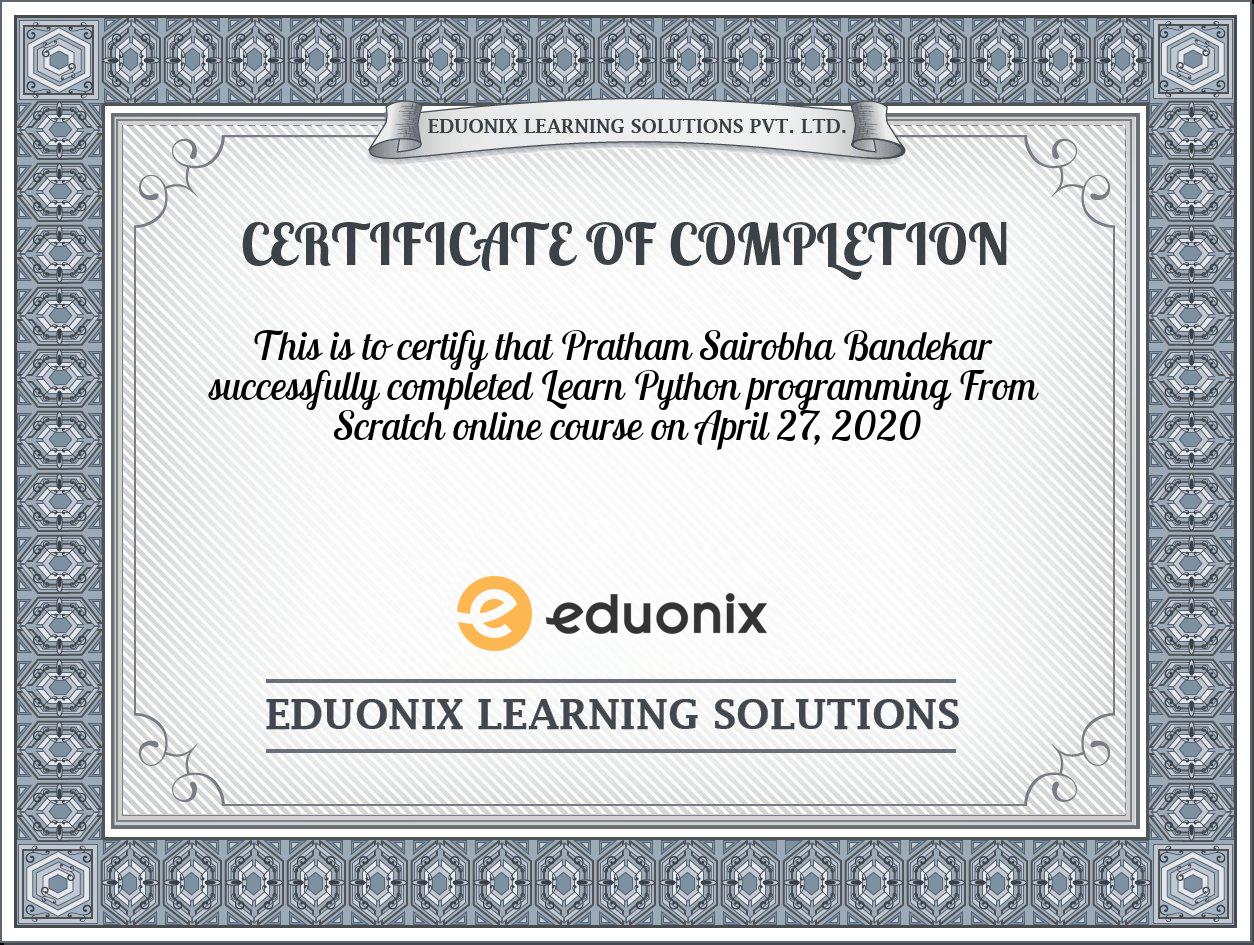 EDUONIX LEARNING SOLUTIONS PVT. LTD.
CERTIFICATE OF COMPLETION
This is to certify that Pratham Sairobha Bandekar
successfully completed Learn Python programming From
Scratch online course on April 27, 2020
e eduonix
EDUONIX LEARNING SOLUTIONS